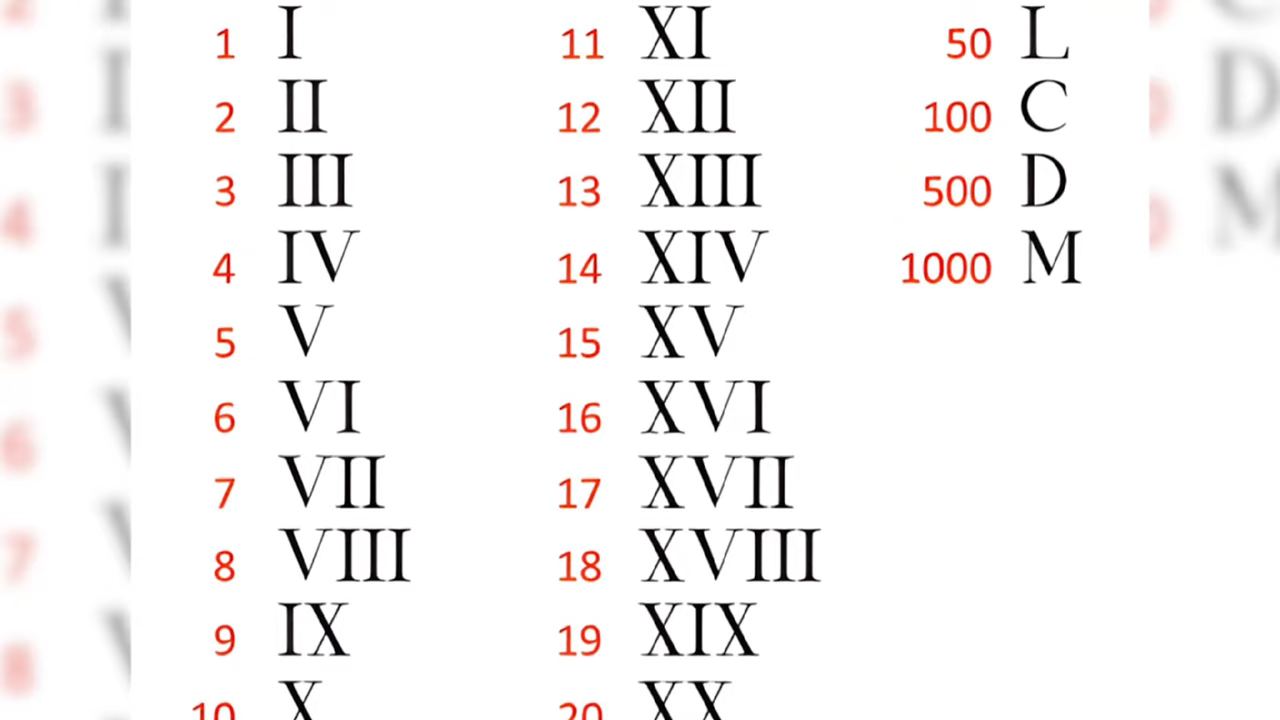 1 I
2 II
3 III
4 IV
5 V
6 VI
7 VII
8 VIII
9 IX
10 X
11 XI
12 XII
13 XIII
14 XIV
15 XV
16 XVI
17 XVII
18 XVIII
19 XIX
20 XX
50 L
100 C
500 D
1000 M